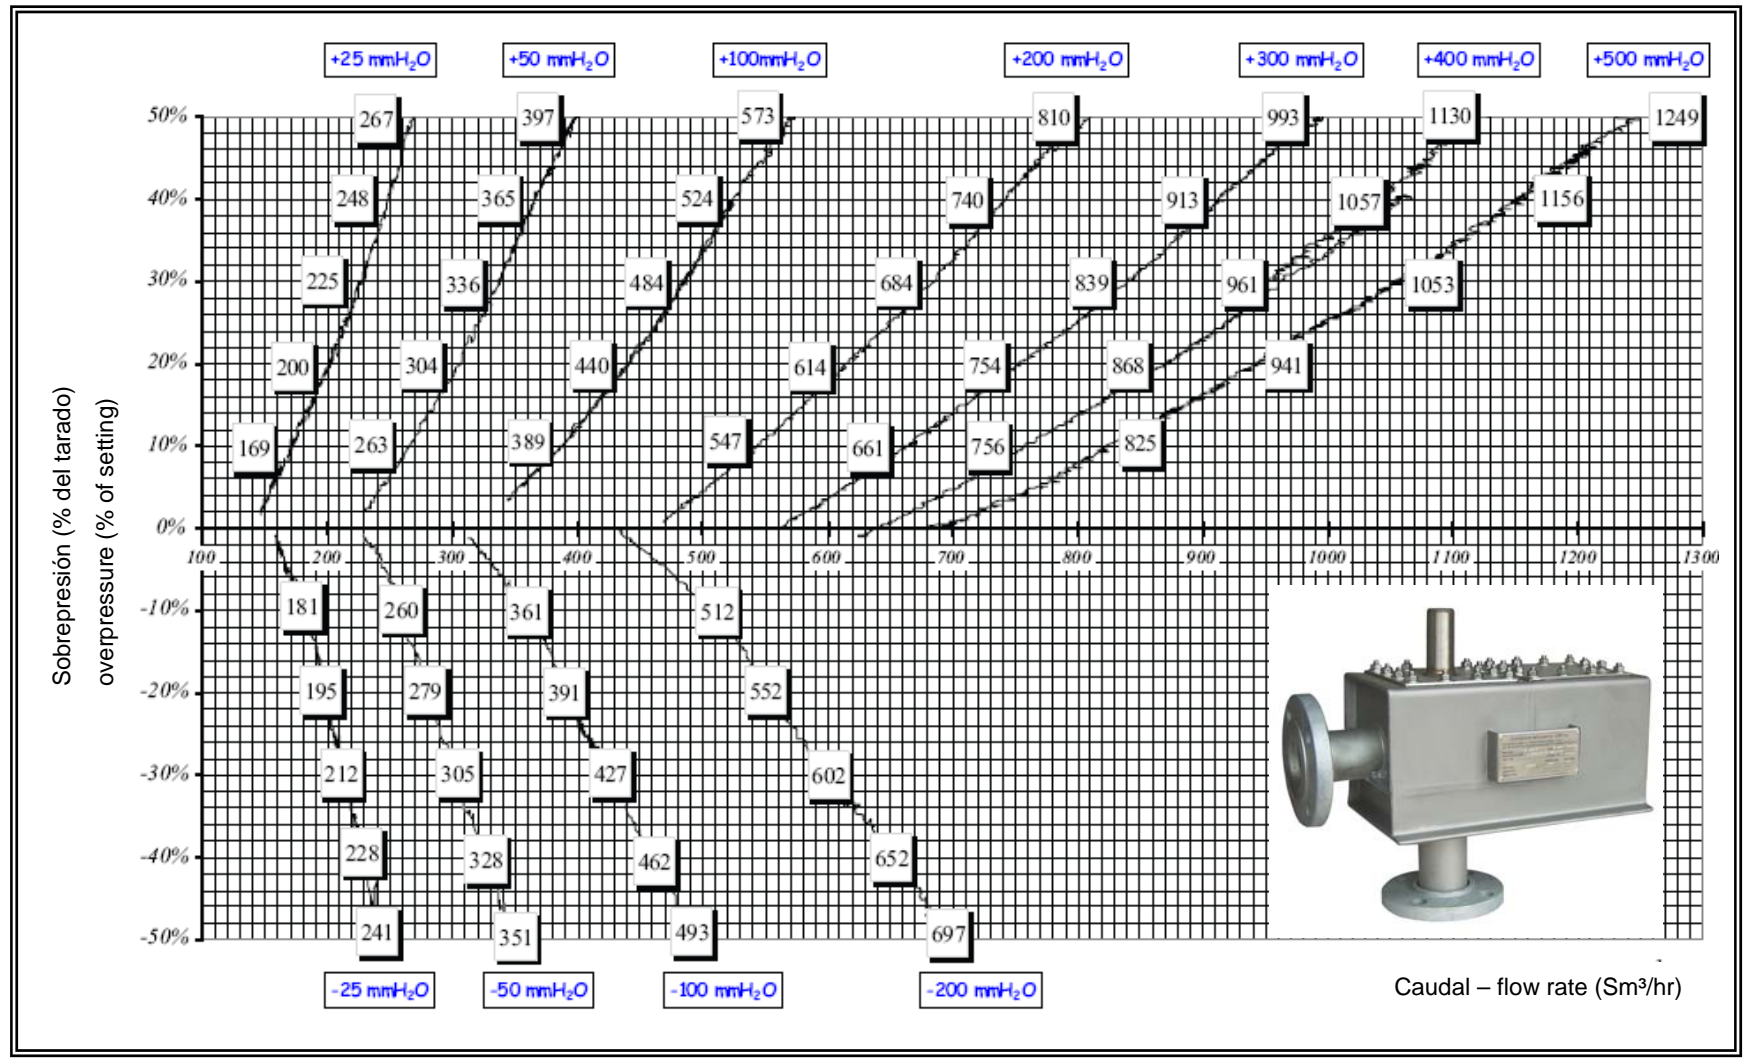 +25 mmH₂O +50 mmH₂O +100mmH₂O +200 mmH₂O +300 mmH₂O +400 mmH₂O +500 mmH₂O
50% 267 397 573 810 993 1130 1249
40% 248 365 524 740 913 1057 1156
30% 225 336 484 684 839 961 1053
20% 200 304 440 614 754 868 941
10% 169 263 389 547 661 756 825
0%
100 200 300 400 500 600 700 800 900 1000 1100 1200 1300
-10% 181 260 361 512
-20% 195 279 391 552
-30% 212 305 427 602
-40% 228 328 462 652
-50% 241 351 493 697
-25 mmH₂O -50 mmH₂O -100 mmH₂O -200 mmH₂O
Sobrepresión (% del tarado)
overpressure (% of setting)
Caudal – flow rate (Sm³/hr)